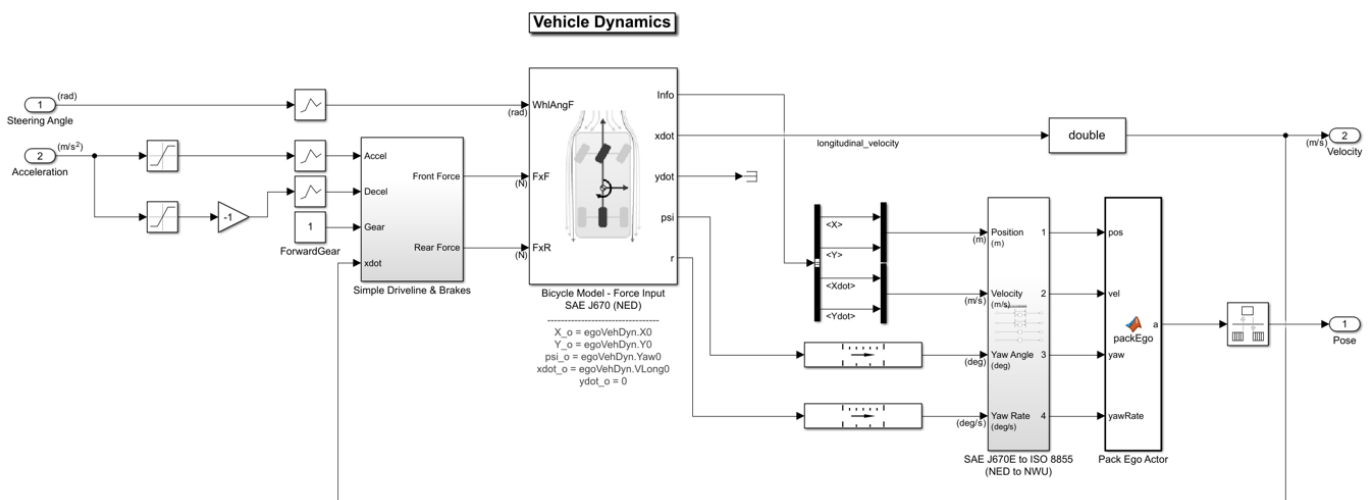 Vehicle Dynamics
1
(rad)
Steering Angle
2
(m/s²)
Acceleration
-1
1
ForwardGear
Accel
Decel
Gear
xdot
Front Force
Rear Force
Simple Driveline & Brakes
(rad)
(N)
(N)
WhlAngF
FxF
FxR
Info
xdot
ydot
psi
r
Bicycle Model - Force Input
SAE J670 (NED)
X_o = egoVehDyn.X0
Y_o = egoVehDyn.Y0
psi_o = egoVehDyn.Yaw0
xdot_o = egoVehDyn.VLong0
ydot_o = 0
longitudinal_velocity
double
(m/s)
2
Velocity
<X>
<Y>
<Xdot>
<Ydot>
(m)
(m/s)
(deg)
(deg/s)
Position
(m)
Velocity
(m/s)
Yaw Angle
(deg)
Yaw Rate
(deg/s)
1
2
3
4
SAE J670E to ISO 8855
(NED to NWU)
pos
vel
yaw
yawRate
packEgo
a
Pack Ego Actor
1
Pose